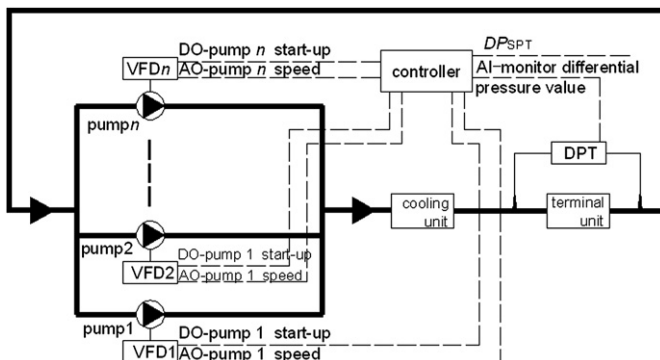 DO-pump n start-up
VFDn
AO-pump n speed
controller
DPSPT
AI-monitor differential
pressure value
pumpn
DPT
cooling
unit
terminal
unit
pump2
DO-pump 1 start-up
VFD2
AO-pump 1 speed
pump1
DO-pump 1 start-up
VFD1
AO-pump 1 speed